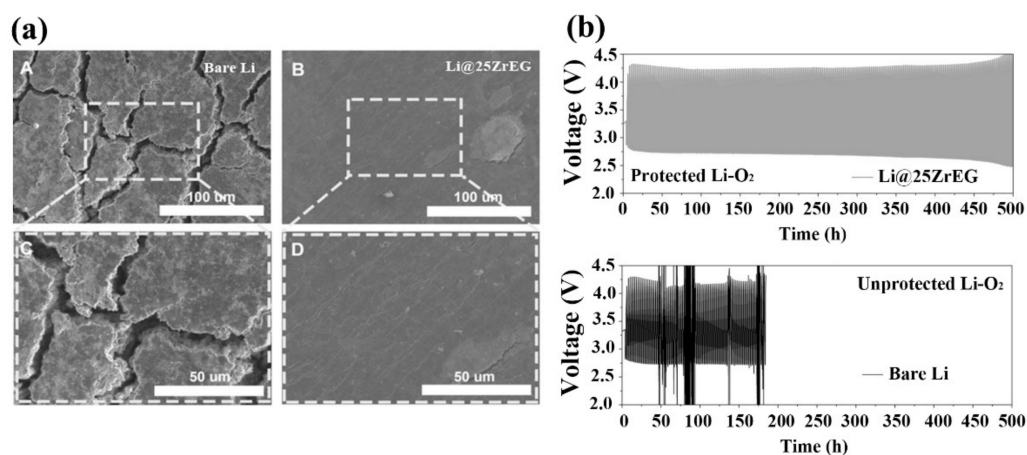 (a)
A
Bare Li
100 um
B
Li@25ZrEG
100 um
C
50 um
D
50 um
(b)
Voltage (V)
4.5
4.0
3.5
3.0
2.5
2.0
Protected Li-O₂
Li@25ZrEG
0 50 100 150 200 250 300 350 400 450 500
Time (h)
Voltage (V)
4.5
4.0
3.5
3.0
2.5
2.0
Unprotected Li-O₂
Bare Li
0 50 100 150 200 250 300 350 400 450 500
Time (h)